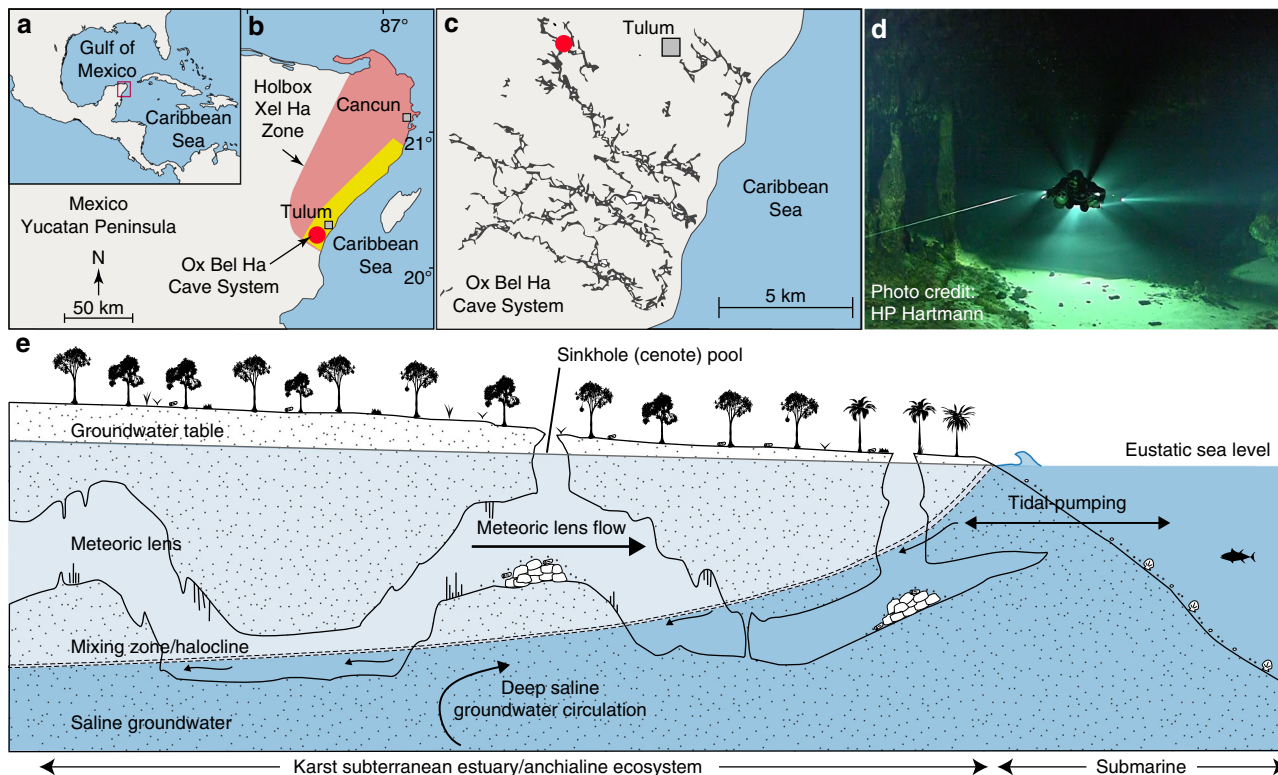 a
Gulf of
Mexico
Caribbean
Sea
Mexico
Yucatan Peninsula
N
50 km
b
87°
Holbox
Xel Ha
Zone
Cancun
21°
Tulum
Caribbean
Sea
20°
Ox Bel Ha
Cave System
c
Tulum
Caribbean
Sea
Ox Bel Ha
Cave System
5 km
d
Photo credit:
HP Hartmann
e
Sinkhole (cenote) pool
Groundwater table
Eustatic sea level
Tidal-pumping
Meteoric lens flow
Meteoric lens
Mixing zone/halocline
Deep saline
groundwater circulation
Saline groundwater
Karst subterranean estuary/anchialine ecosystem
Submarine